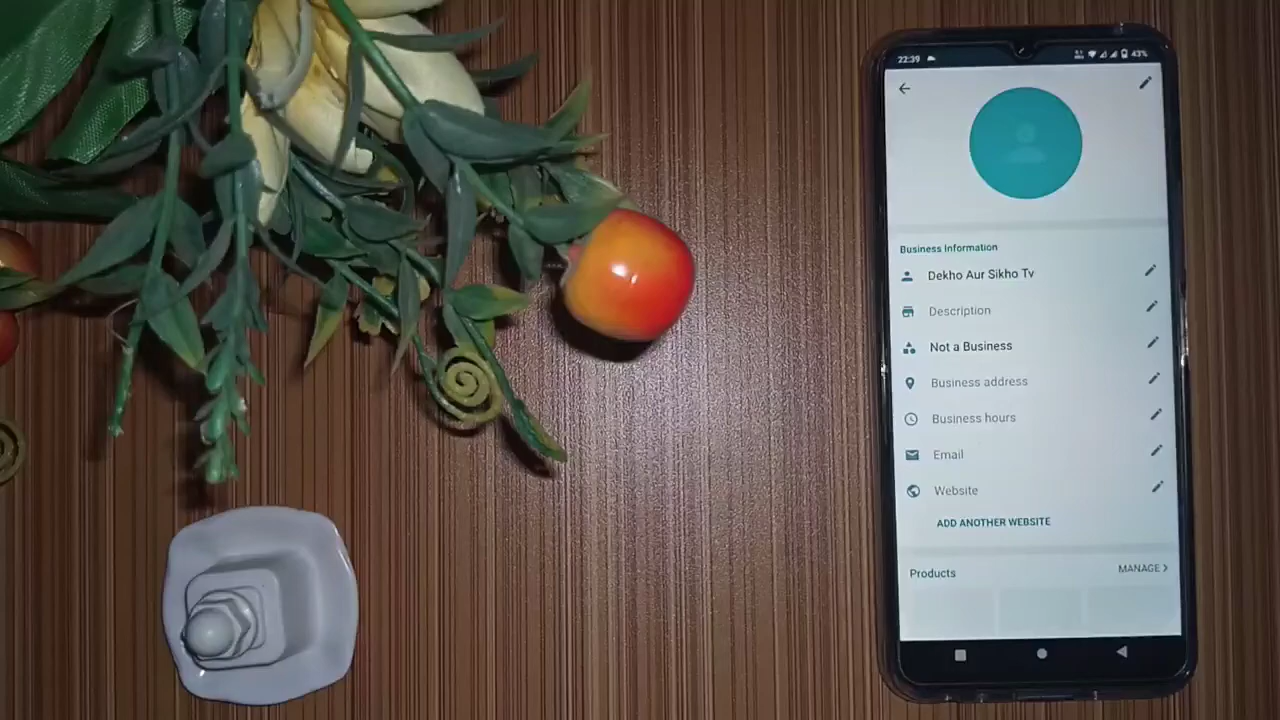 22:39
43%
Business Information
Dekho Aur Sikho Tv
Description
Not a Business
Business address
Business hours
Email
Website
ADD ANOTHER WEBSITE
Products
MANAGE